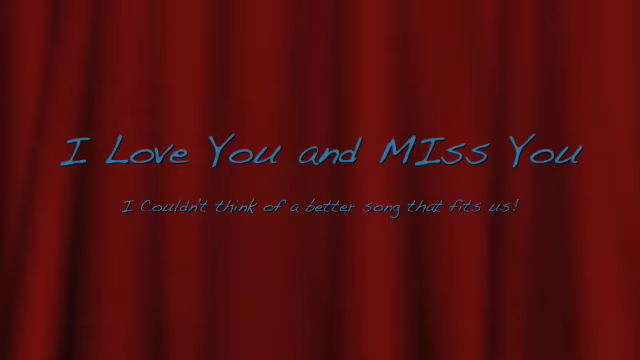 I Love You and MIss You
I Couldn't think of a better song that fits us!